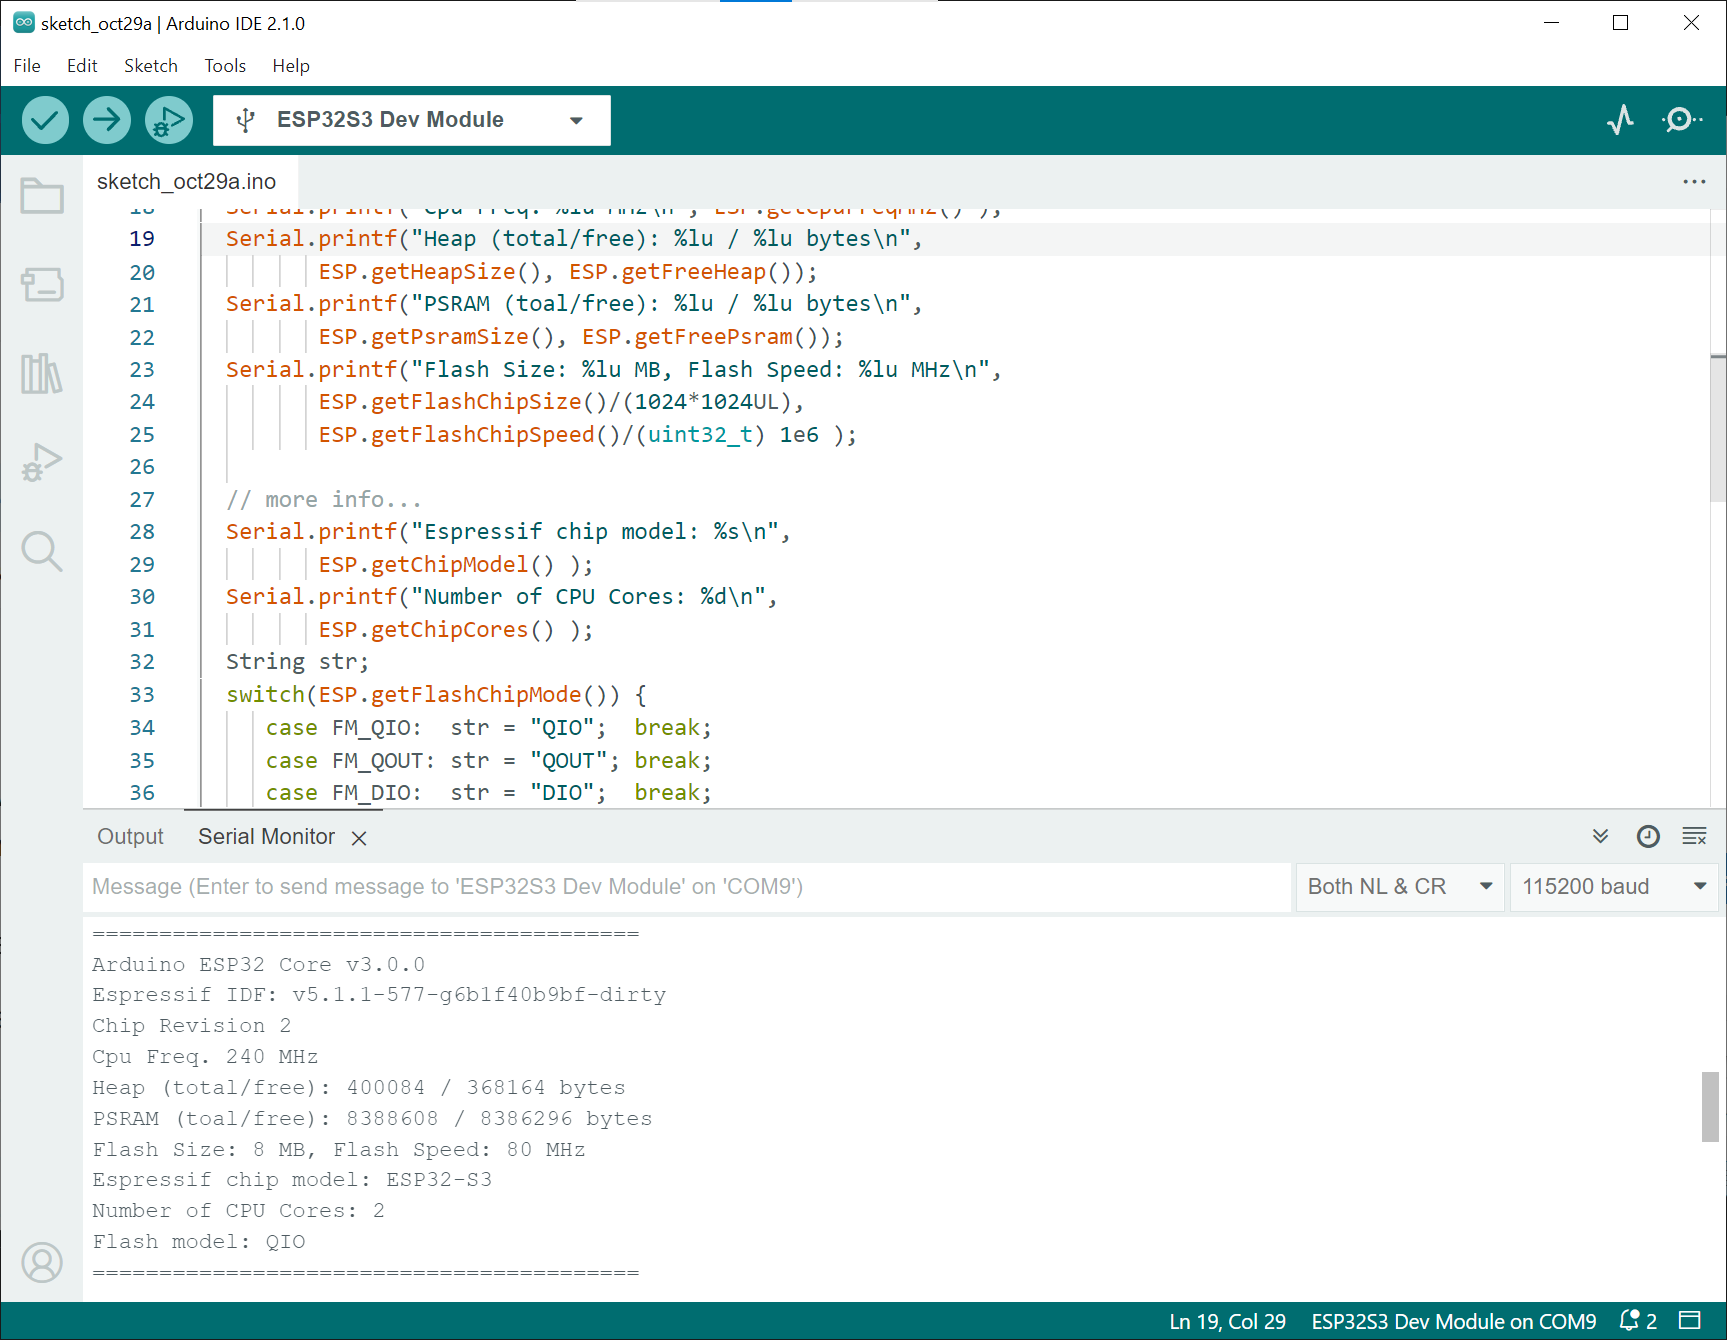 sketch_oct29a | Arduino IDE 2.1.0
File Edit Sketch Tools Help
ESP32S3 Dev Module
sketch_oct29a.ino
18 Serial.printf("Cpu Freq. %lu MHz\n", ESP.getCpuFreqMHz() );
19 Serial.printf("Heap (total/free): %lu / %lu bytes\n",
20 ESP.getHeapSize(), ESP.getFreeHeap());
21 Serial.printf("PSRAM (toal/free): %lu / %lu bytes\n",
22 ESP.getPsramSize(), ESP.getFreePsram());
23 Serial.printf("Flash Size: %lu MB, Flash Speed: %lu MHz\n",
24 ESP.getFlashChipSize()/(1024*1024UL),
25 ESP.getFlashChipSpeed()/(uint32_t) 1e6 );
26
27 // more info...
28 Serial.printf("Espressif chip model: %s\n",
29 ESP.getChipModel() );
30 Serial.printf("Number of CPU Cores: %d\n",
31 ESP.getChipCores() );
32 String str;
33 switch(ESP.getFlashChipMode()) {
34 case FM_QIO: str = "QIO"; break;
35 case FM_QOUT: str = "QOUT"; break;
36 case FM_DIO: str = "DIO"; break;
Output Serial Monitor
Message (Enter to send message to 'ESP32S3 Dev Module' on 'COM9') Both NL & CR 115200 baud
=========================================
Arduino ESP32 Core v3.0.0
Espressif IDF: v5.1.1-577-g6b1f40b9bf-dirty
Chip Revision 2
Cpu Freq. 240 MHz
Heap (total/free): 400084 / 368164 bytes
PSRAM (toal/free): 8388608 / 8386296 bytes
Flash Size: 8 MB, Flash Speed: 80 MHz
Espressif chip model: ESP32-S3
Number of CPU Cores: 2
Flash model: QIO
=========================================
Ln 19, Col 29 ESP32S3 Dev Module on COM9 2